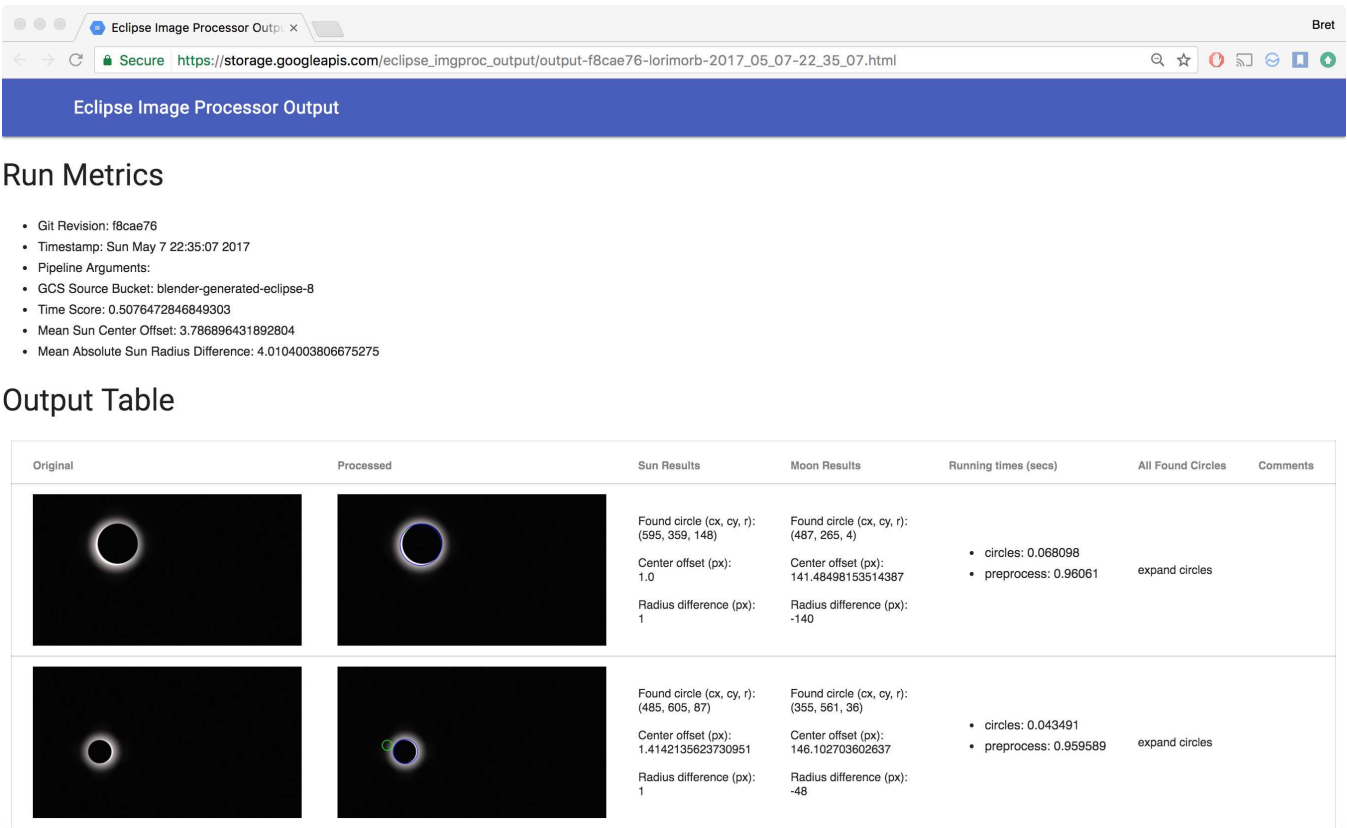 Eclipse Image Processor Outpu
Bret
Secure https://storage.googleapis.com/eclipse_imgproc_output/output-f8cae76-lorimorb-2017_05_07-22_35_07.html
Eclipse Image Processor Output
Run Metrics
• Git Revision: f8cae76
• Timestamp: Sun May 7 22:35:07 2017
• Pipeline Arguments:
• GCS Source Bucket: blender-generated-eclipse-8
• Time Score: 0.5076472846849303
• Mean Sun Center Offset: 3.786896431892804
• Mean Absolute Sun Radius Difference: 4.0104003806675275
Output Table
Original Processed Sun Results Moon Results Running times (secs) All Found Circles Comments
Found circle (cx, cy, r):
(595, 359, 148)
Center offset (px):
1.0
Radius difference (px):
1
Found circle (cx, cy, r):
(487, 265, 4)
Center offset (px):
141.48498153514387
Radius difference (px):
-140
• circles: 0.068098
• preprocess: 0.96061
expand circles
Found circle (cx, cy, r):
(485, 605, 87)
Center offset (px):
1.4142135623730951
Radius difference (px):
1
Found circle (cx, cy, r):
(355, 561, 36)
Center offset (px):
146.102703602637
Radius difference (px):
-48
• circles: 0.043491
• preprocess: 0.959589
expand circles